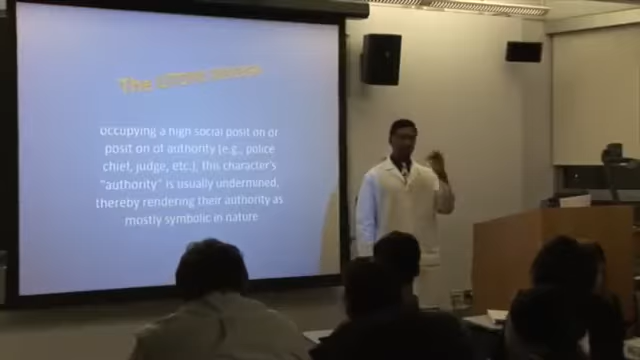 The
occupying a high social position or
position of authority (e.g., police
chief, judge, etc.), this character's
"authority" is usually undermined,
thereby rendering their authority as
mostly symbolic in nature